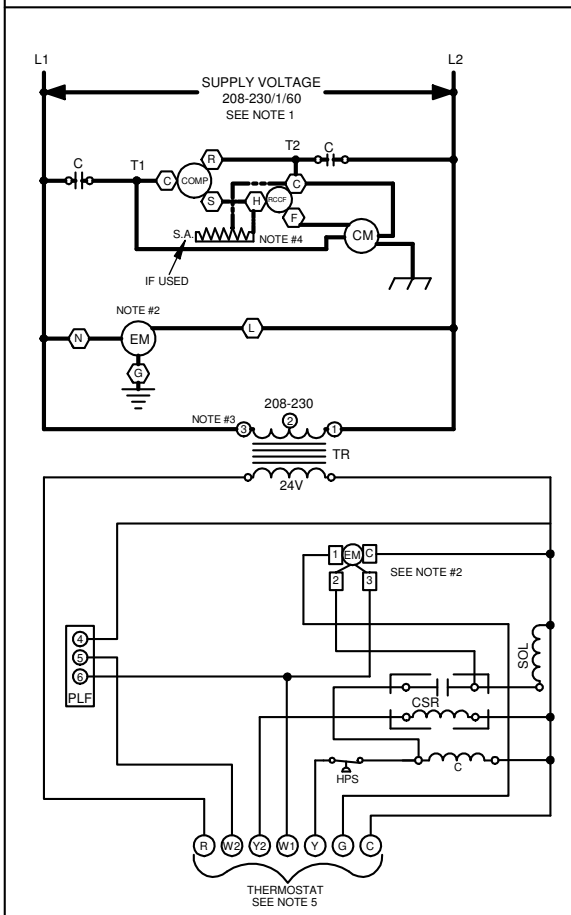 L1
L2
SUPPLY VOLTAGE
208-230/1/60
SEE NOTE 1
C
T1
C
COMP
R
S
T2
C
C
H
RCCF
F
S.A.
NOTE #4
CM
IF USED
NOTE #2
N
EM
L
G
208-230
NOTE #3
3
2
1
TR
24V
1
EM
C
2
3
SEE NOTE #2
4
5
6
PLF
SOL
CSR
HPS
C
R
W2
Y2
W1
Y
G
C
THERMOSTAT
SEE NOTE 5